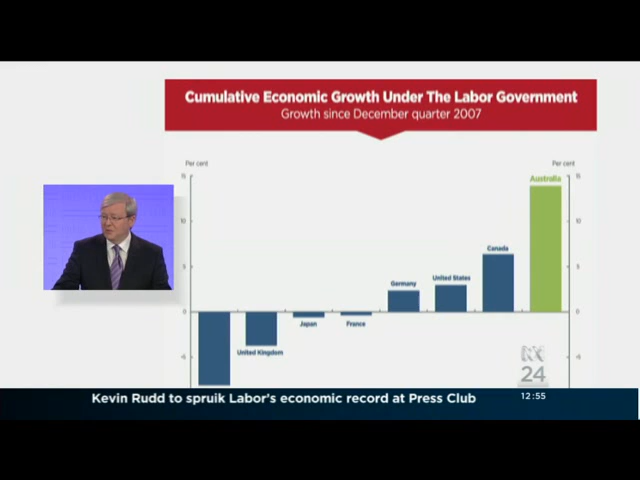 Cumulative Economic Growth Under The Labor Government
Growth since December quarter 2007
Per cent
Per cent
15
15
Australia
10
10
Canada
5
5
United States
Germany
0
0
Japan
France
United Kingdom
-5
-5
24
Kevin Rudd to spruik Labor's economic record at Press Club
12:55